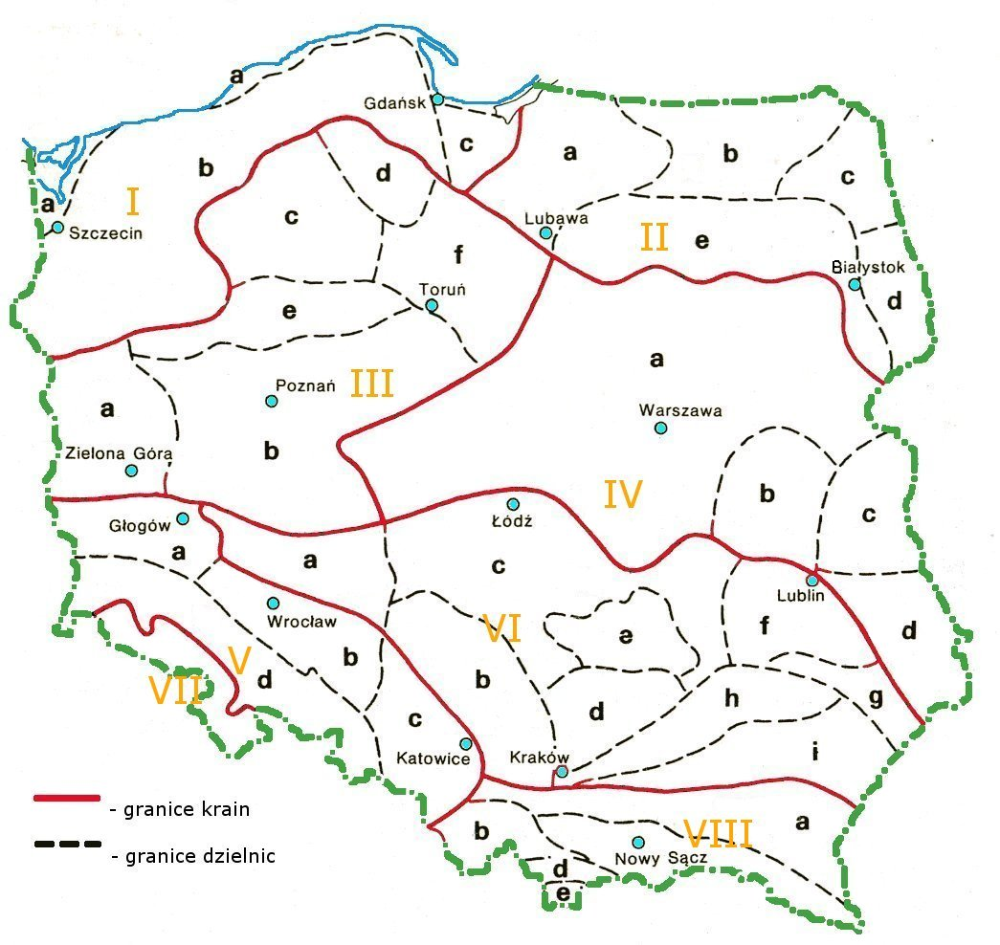 a
Gdańsk
b
c
a
b
d
c
a
I
c
Szczecin
Lubawa
II
e
f
Białystok
Toruń
d
e
a
Poznań
III
a
Warszawa
b
Zielona Góra
IV
b
c
Głogów
Łódź
a
a
c
Lublin
Wrocław
VI
e
f
d
V
b
d
VII
b
c
d
h
g
i
Katowice
Kraków
- granice krain
b
VIII
a
- granice dzielnic
Nowy Sącz
d
e